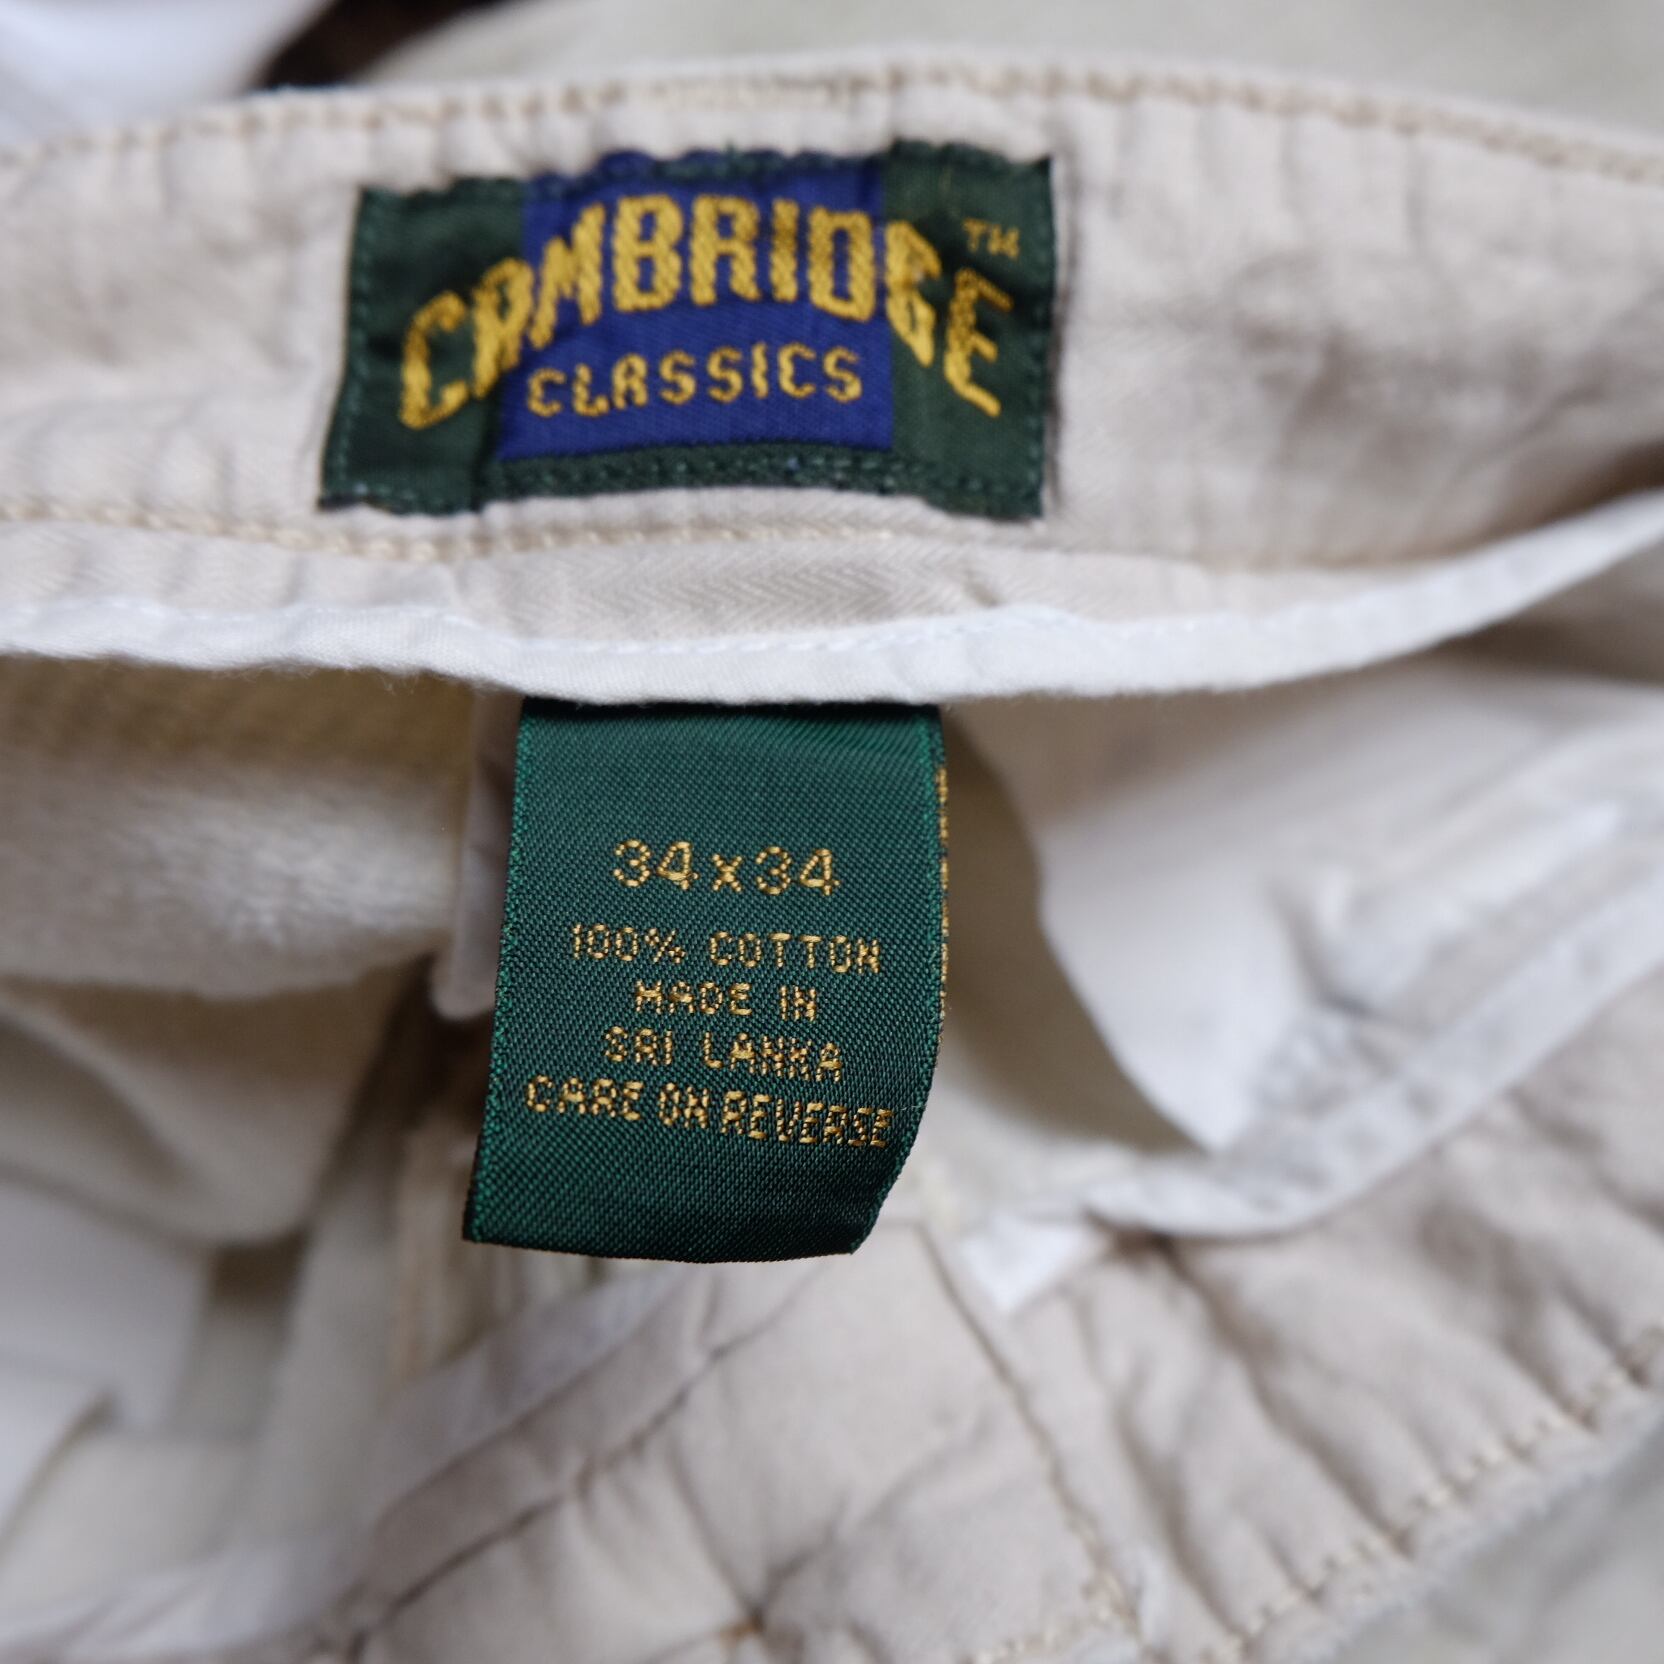 CAMBRIDGE™
CLASSICS
34x34
100% COTTON
MADE IN
SRI LANKA
CARE ON REVERSE